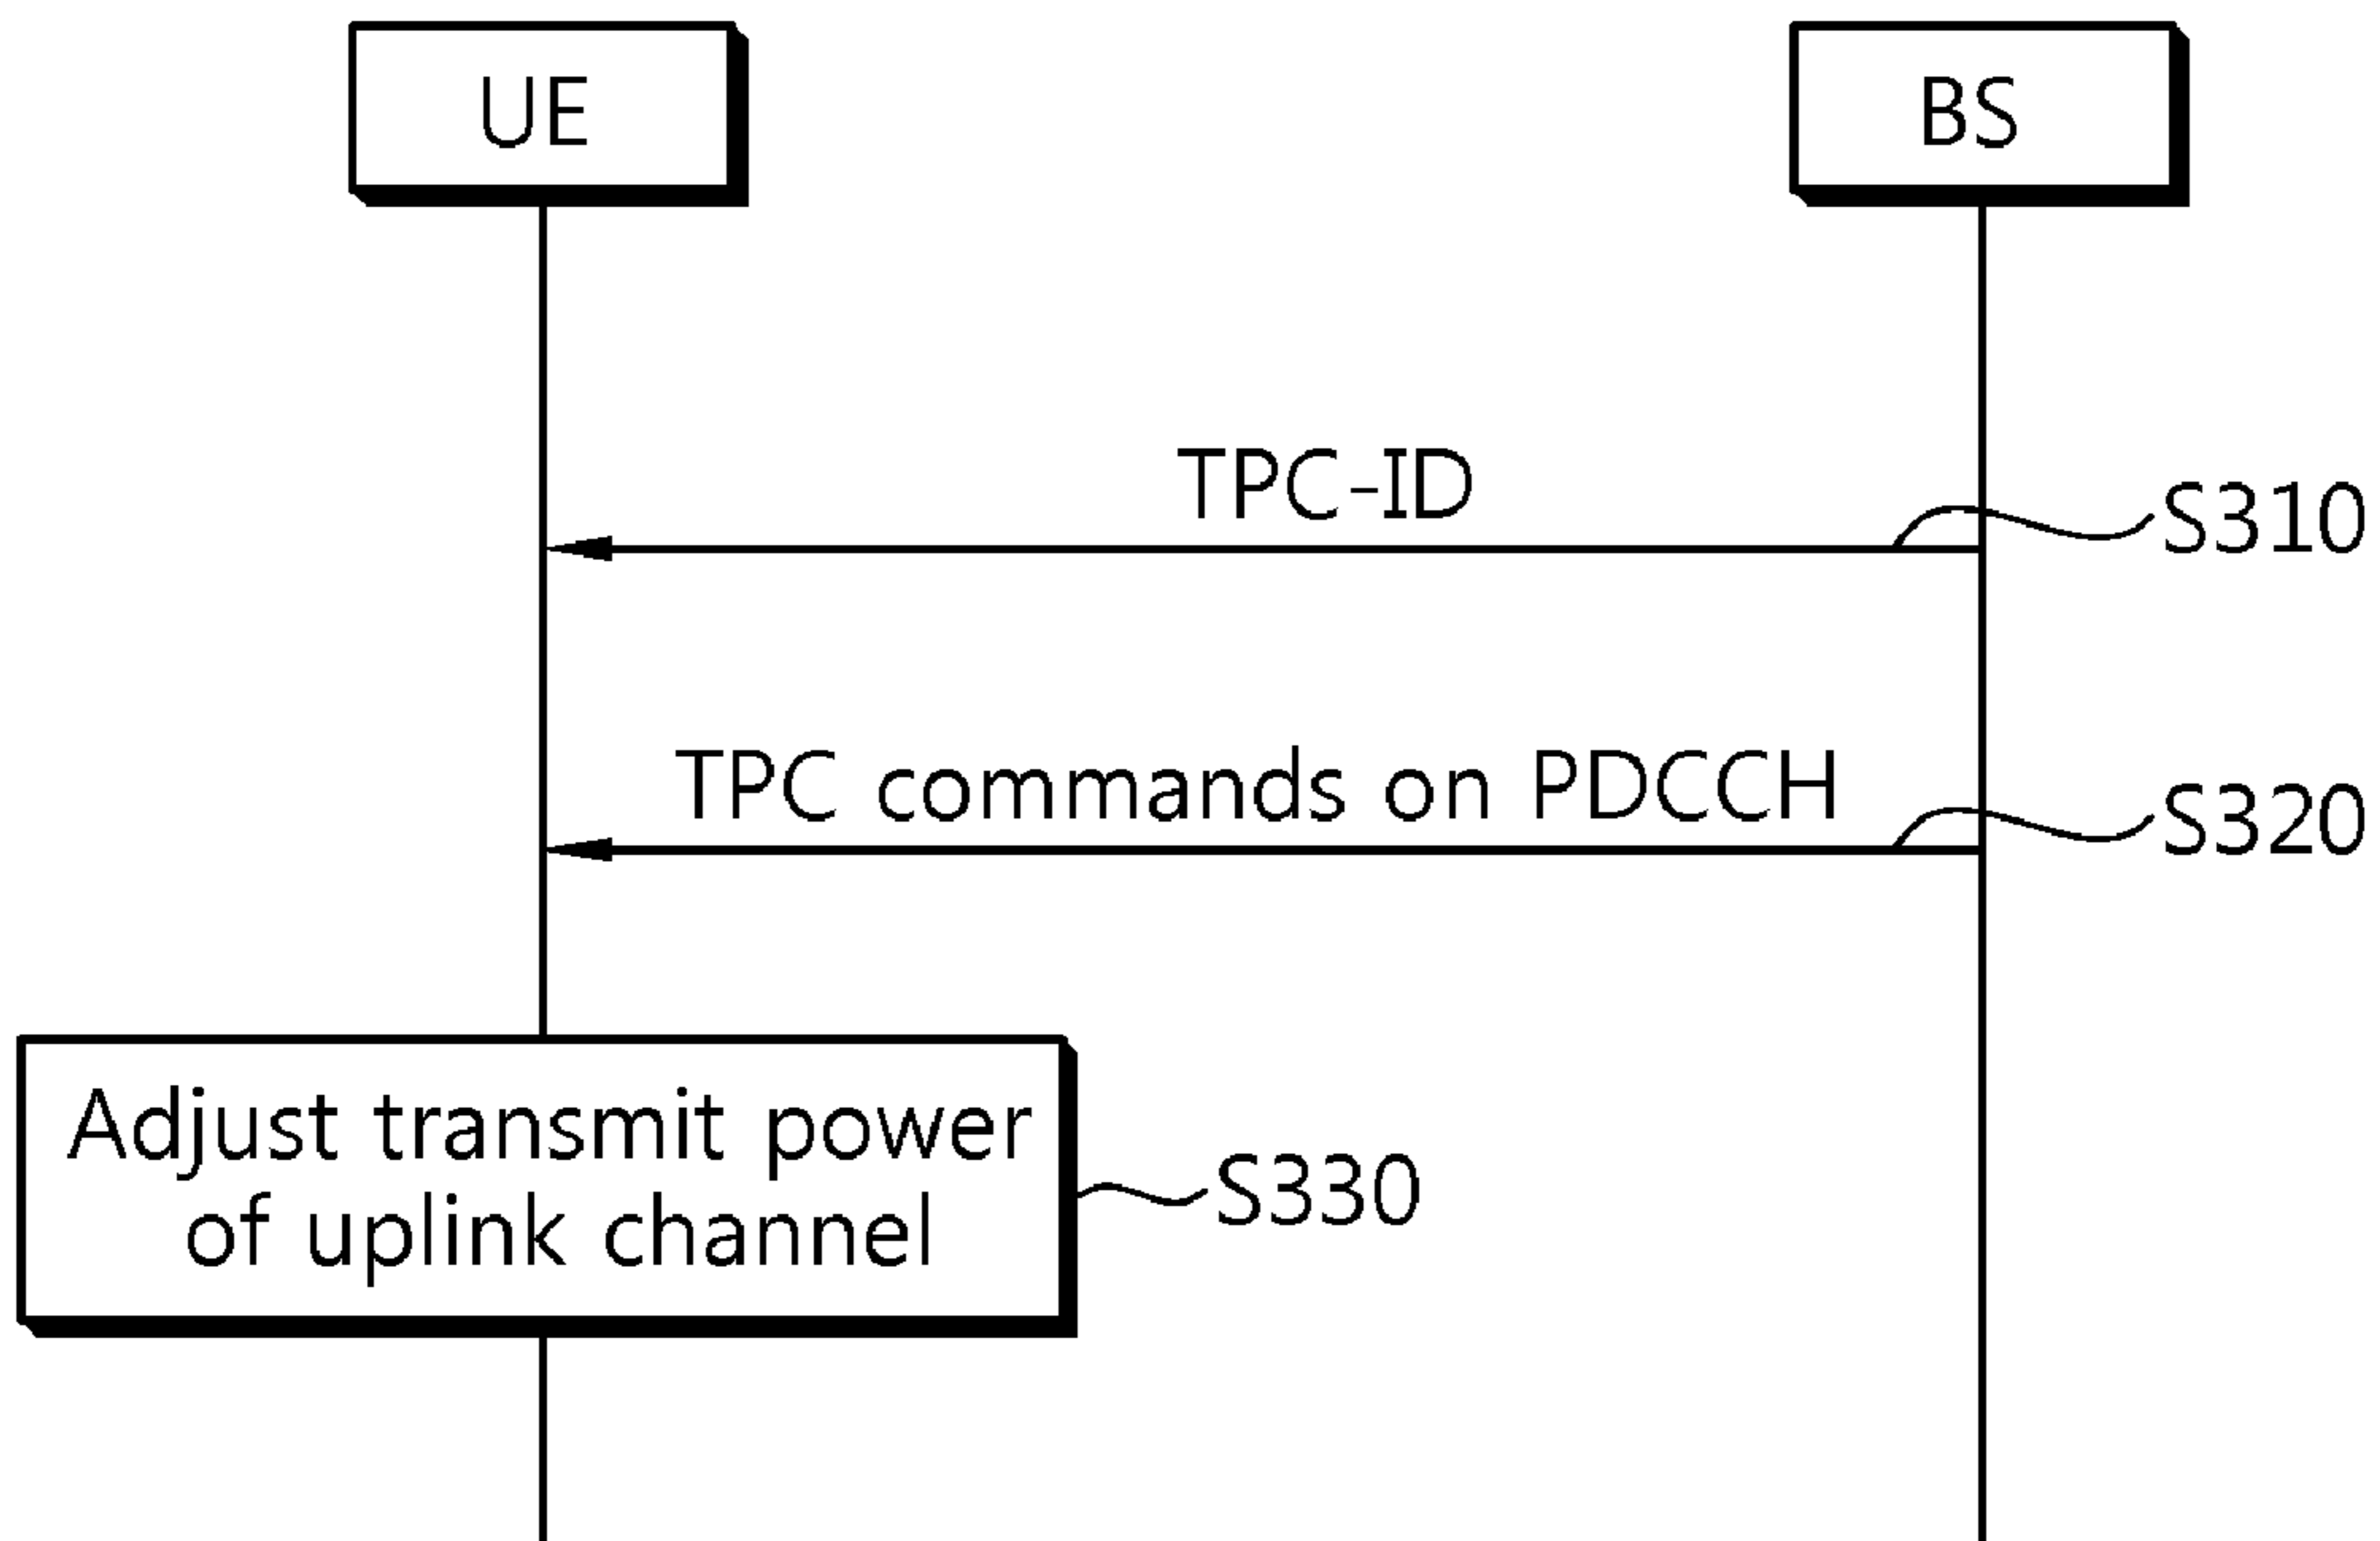 UE
BS
TPC-ID
S310
TPC commands on PDCCH
S320
Adjust transmit power
of uplink channel
S330